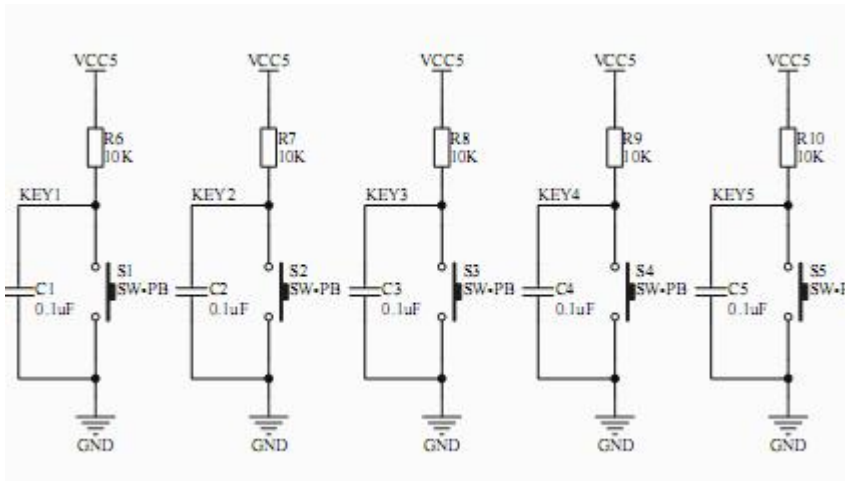 VCC5 VCC5 VCC5 VCC5 VCC5
R6 R7 R8 R9 R10
10K 10K 10K 10K 10K
KEY1 KEY2 KEY3 KEY4 KEY5
S1 S2 S3 S4 S5
C1 SW-PB C2 SW-PB C3 SW-PB C4 SW-PB C5 SW-P
0.1uF 0.1uF 0.1uF 0.1uF 0.1uF
GND GND GND GND GND